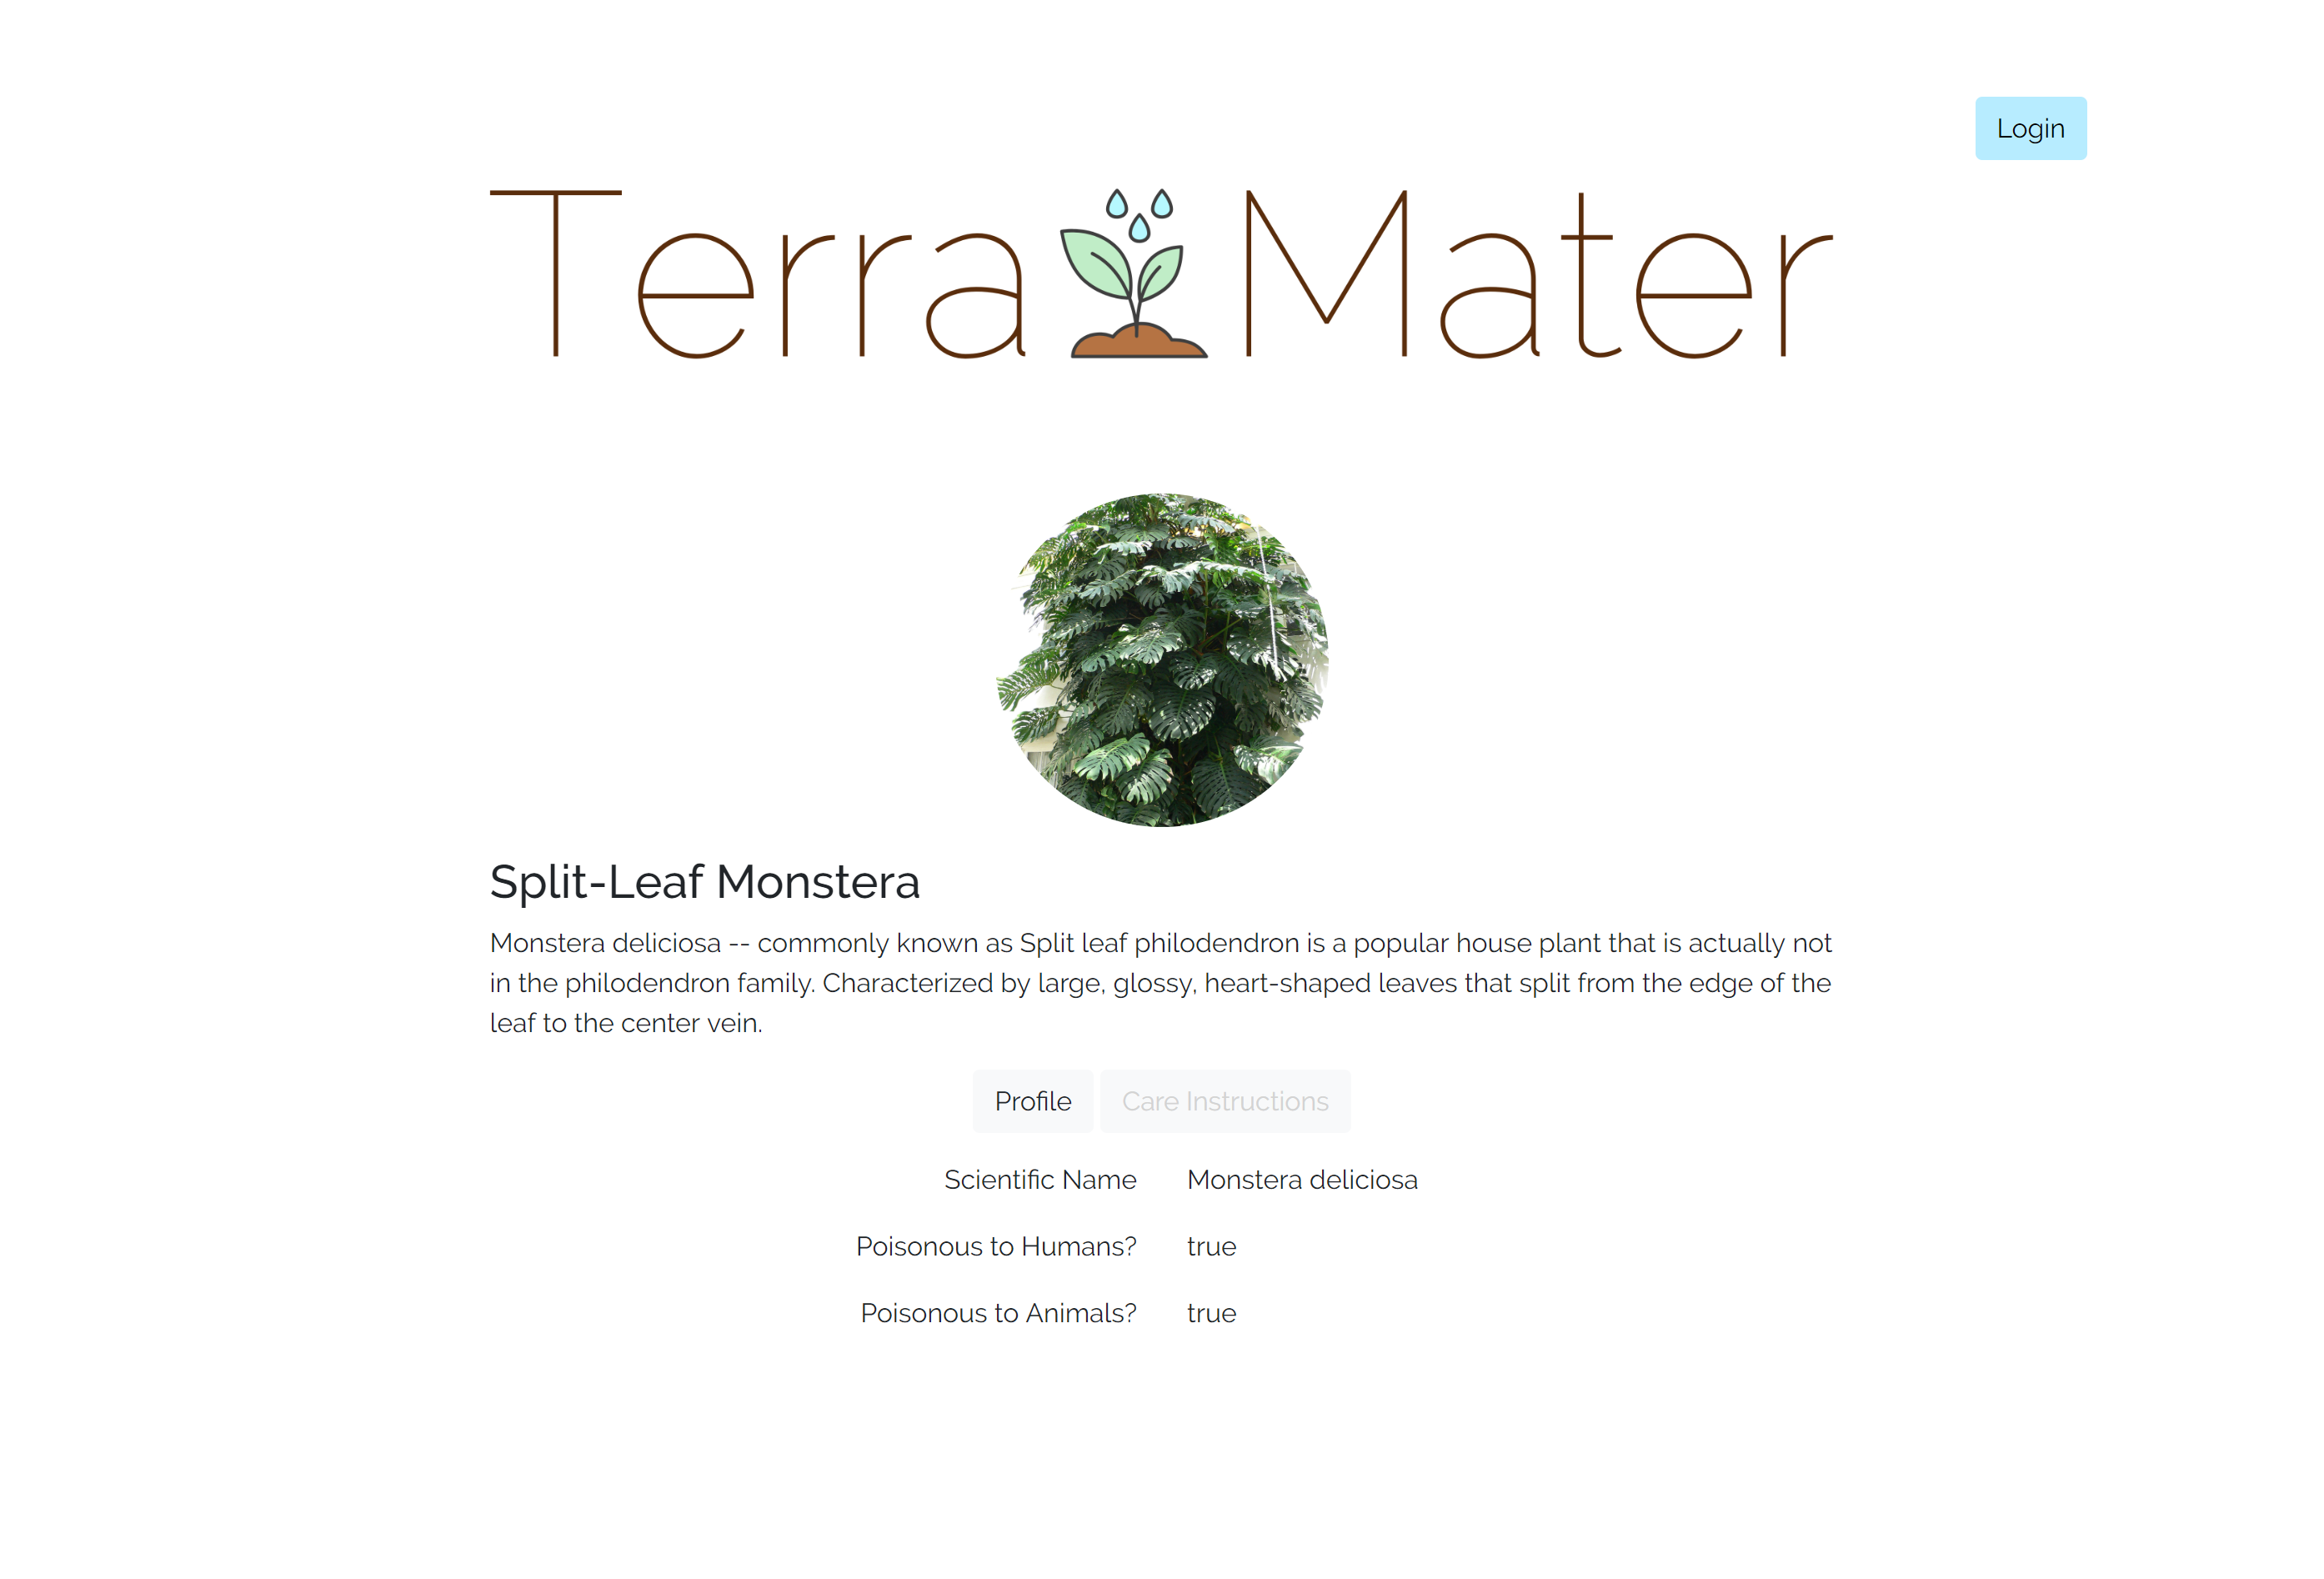 Login
Terra Mater
Split-Leaf Monstera
Monstera deliciosa -- commonly known as Split leaf philodendron is a popular house plant that is actually not
in the philodendron family. Characterized by large, glossy, heart-shaped leaves that split from the edge of the
leaf to the center vein.
Profile Care Instructions
Scientific Name Monstera deliciosa
Poisonous to Humans? true
Poisonous to Animals? true